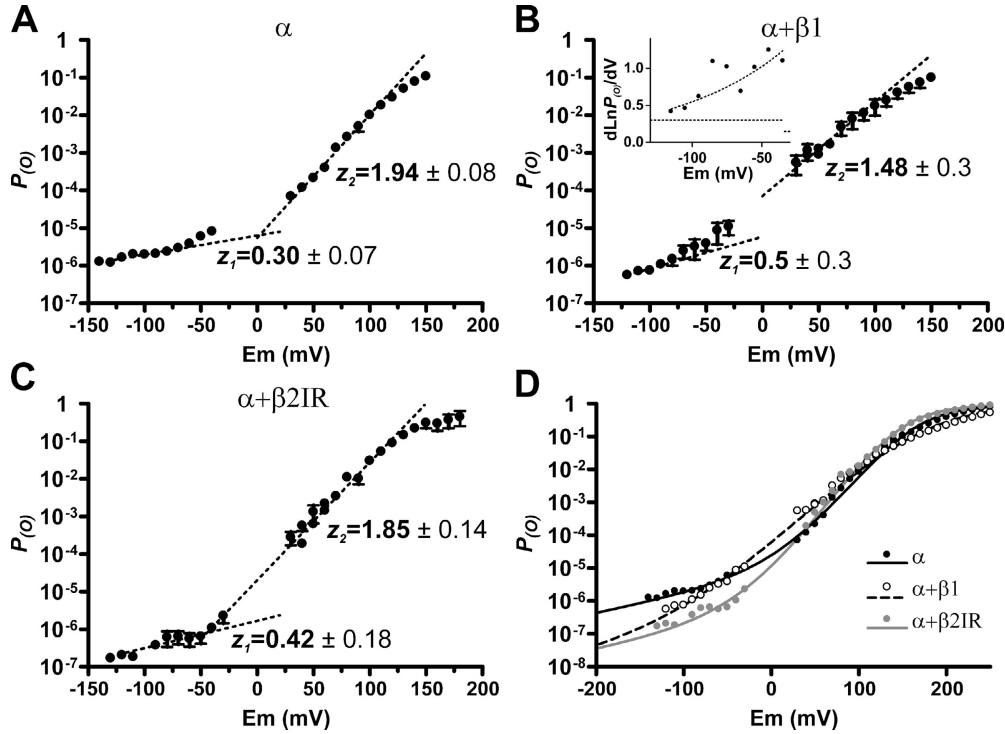 A
α
1
10⁻¹
10⁻²
10⁻³
10⁻⁴
10⁻⁵
10⁻⁶
10⁻⁷
P(O)
z₂=1.94 ± 0.08
z₁=0.30 ± 0.07
-150 -100 -50 0 50 100 150 200
Em (mV)
B
α+β1
1
10⁻¹
10⁻²
10⁻³
10⁻⁴
10⁻⁵
10⁻⁶
10⁻⁷
P(O)
dLnP(O)/dV
1.0
0.5
0.0
-100 -50
Em (mV)
z₂=1.48 ± 0.3
z₁=0.5 ± 0.3
-150 -100 -50 0 50 100 150 200
Em (mV)
C
α+β2IR
1
10⁻¹
10⁻²
10⁻³
10⁻⁴
10⁻⁵
10⁻⁶
10⁻⁷
P(O)
z₂=1.85 ± 0.14
z₁=0.42 ± 0.18
-150 -100 -50 0 50 100 150 200
Em (mV)
D
1
10⁻¹
10⁻²
10⁻³
10⁻⁴
10⁻⁵
10⁻⁶
10⁻⁷
10⁻⁸
P(O)
α
α+β1
α+β2IR
-200 -100 0 100 200
Em (mV)